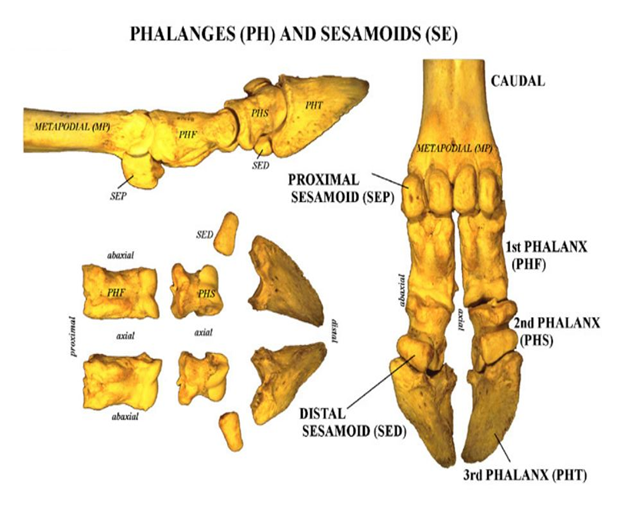 PHALANGES (PH) AND SESAMOIDS (SE)
CAUDAL
METAPODIAL (MP)
PHF
PHS
PHT
SED
SEP
METAPODIAL (MP)
PROXIMAL
SESAMOID (SEP)
SED
abaxial
PHF
PHS
proximal
axial
axial
distal
abaxial
abaxial
axial
1st PHALANX
(PHF)
2nd PHALANX
(PHS)
DISTAL
SESAMOID (SED)
3rd PHALANX (PHT)